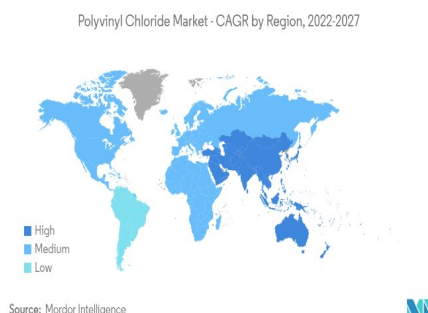 Polyvinyl Chloride Market - CAGR by Region, 2022-2027
High
Medium
Low
Source: Mordor Intelligence